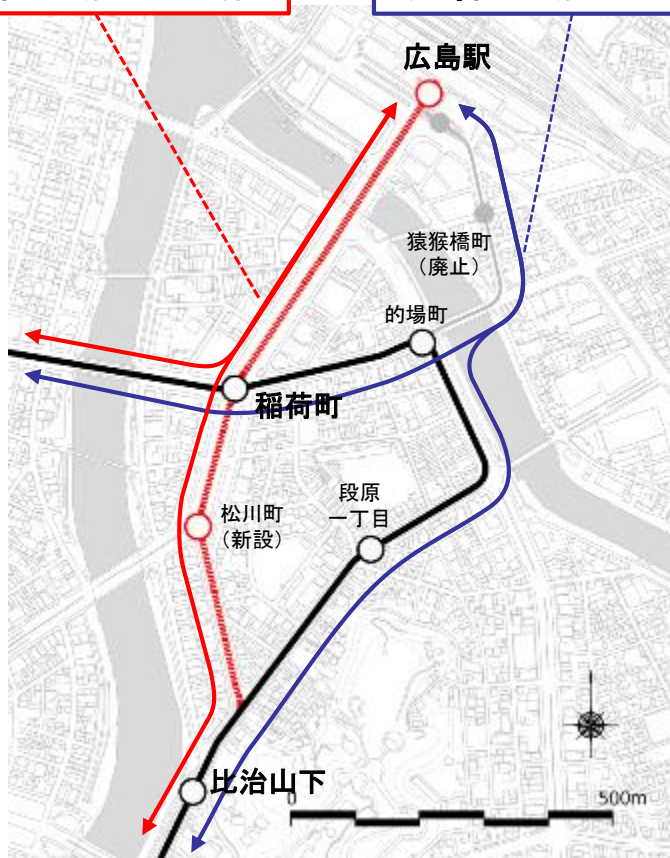 広島駅
猿猴橋町
（廃止）
的場町
稲荷町
段原
一丁目
松川町
（新設）
比治山下
0
500m